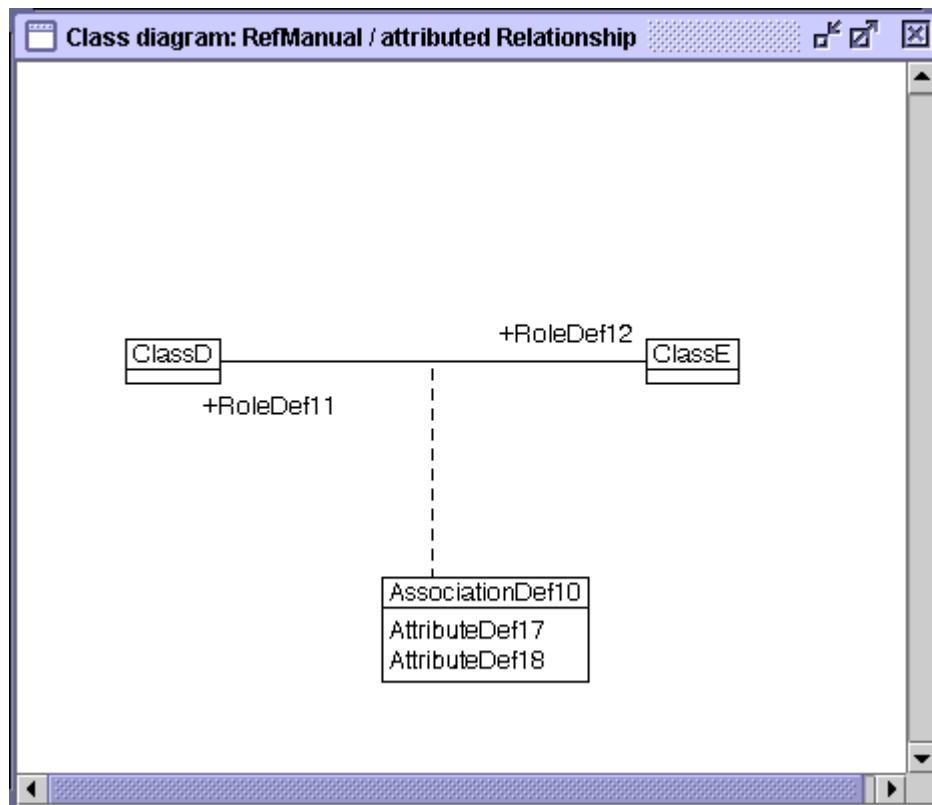 Class diagram: RefManual / attributed Relationship
+RoleDef12
ClassD
ClassE
+RoleDef11
AssociationDef10
AttributeDef17
AttributeDef18